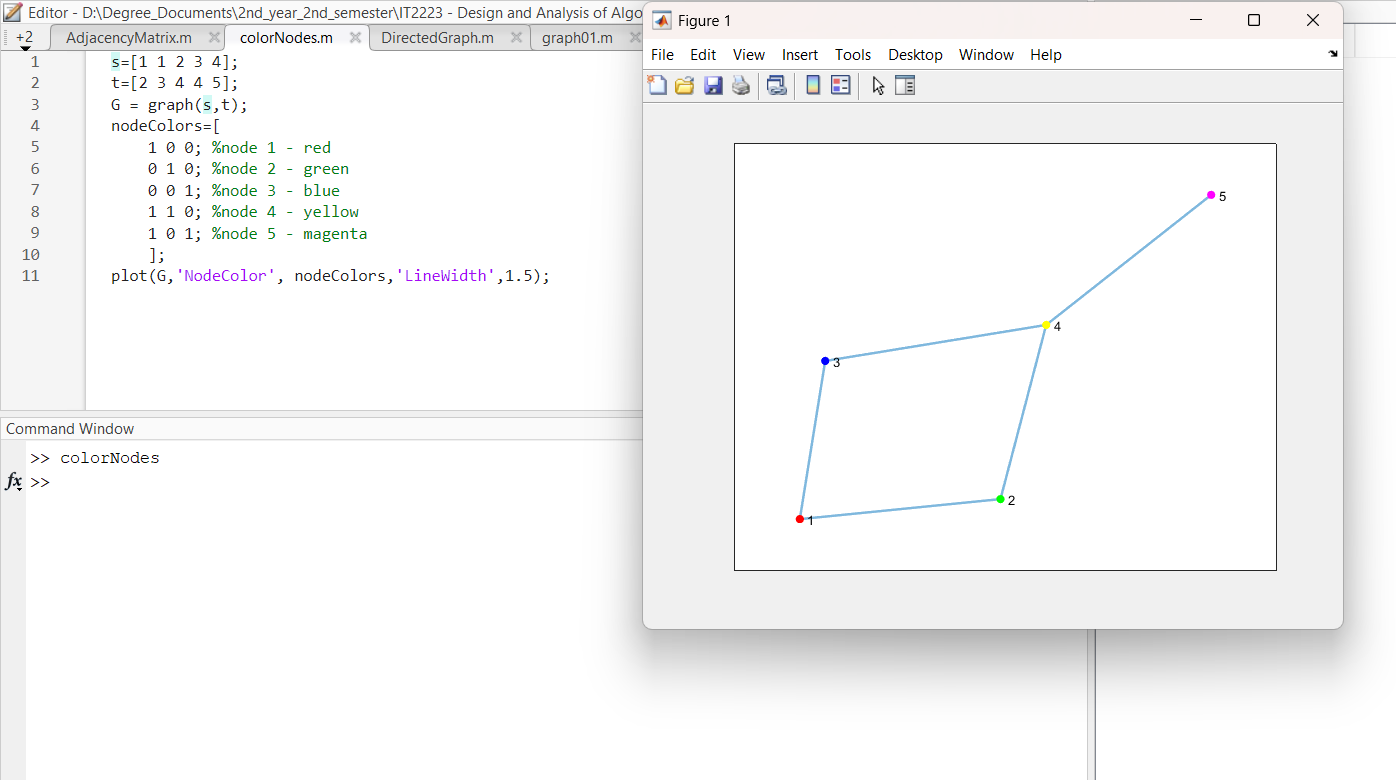 Editor - D:\Degree_Documents\2nd_year_2nd_semester\IT2223 - Design and Analysis of Algo
+2 AdjacencyMatrix.m colorNodes.m DirectedGraph.m graph01.m
1 s=[1 1 2 3 4];
2 t=[2 3 4 4 5];
3 G = graph(s,t);
4 nodeColors=[
5 1 0 0; %node 1 - red
6 0 1 0; %node 2 - green
7 0 0 1; %node 3 - blue
8 1 1 0; %node 4 - yellow
9 1 0 1; %node 5 - magenta
10 ];
11 plot(G,'NodeColor', nodeColors,'LineWidth',1.5);
Command Window
>> colorNodes
fx >>
Figure 1
File Edit View Insert Tools Desktop Window Help
5
4
3
2
1